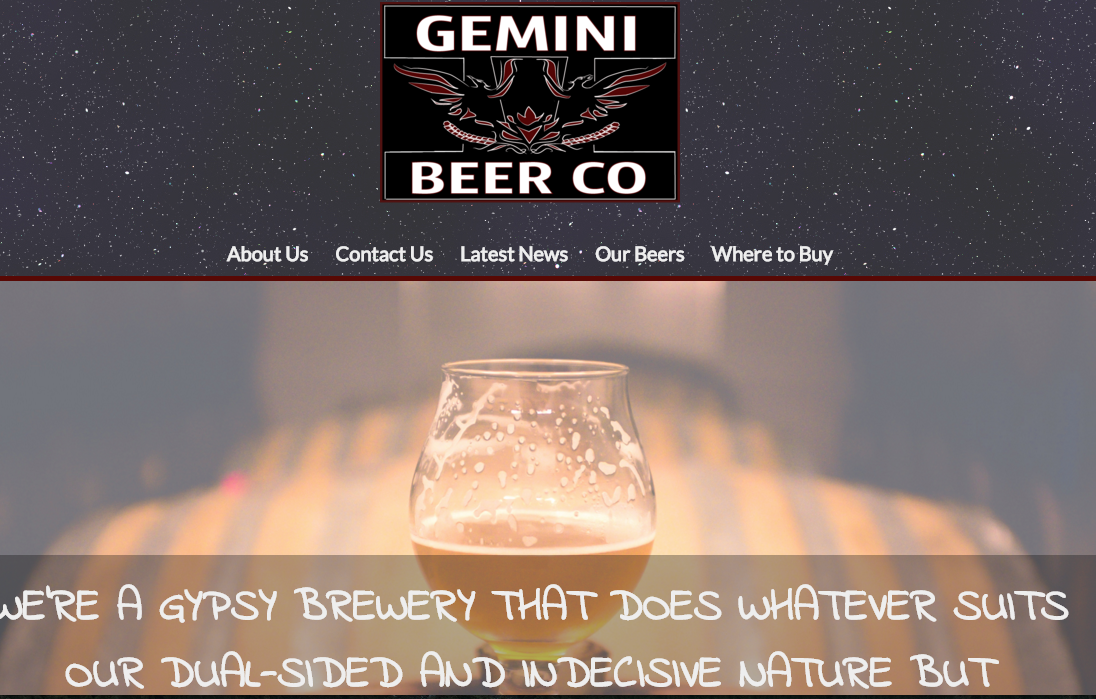 GEMINI
BEER CO
About Us Contact Us Latest News Our Beers Where to Buy
WE'RE A GYPSY BREWERY THAT DOES WHATEVER SUITS
OUR DUAL-SIDED AND INDECISIVE NATURE BUT